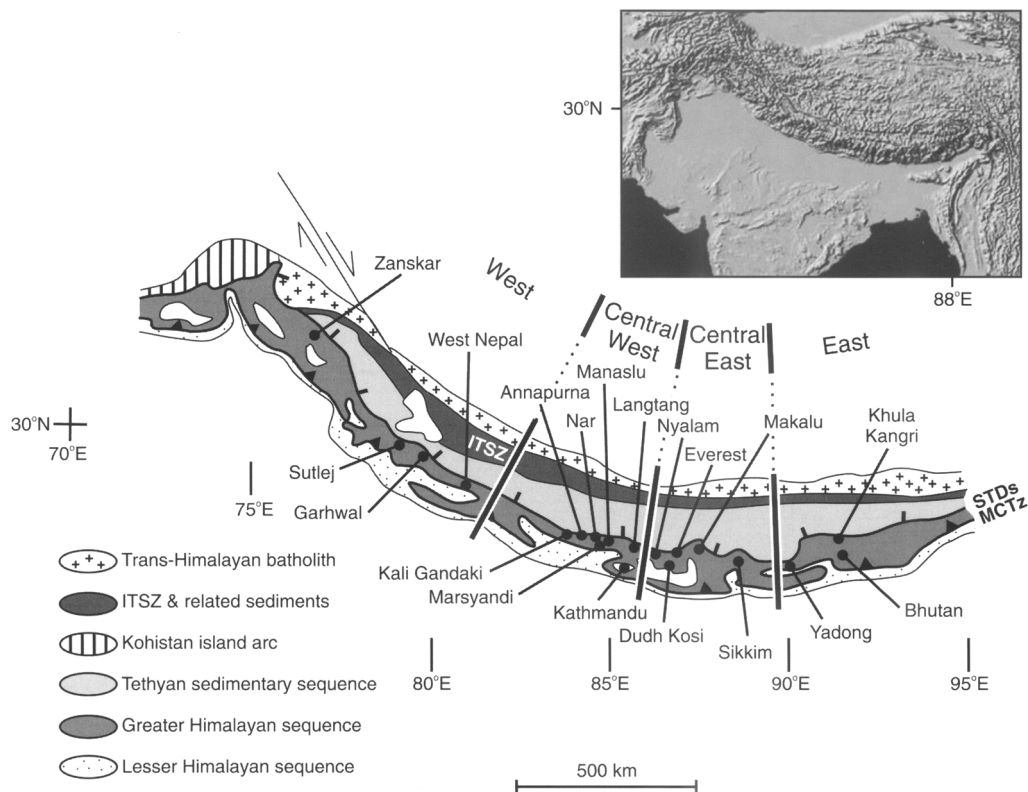 30°N
88°E
Zanskar
West
Central
West
Central
East
East
West Nepal
Manaslu
Annapurna
Langtang
Nar
Nyalam
Makalu
Khula
Kangri
Everest
30°N
70°E
ITSZ
Sutlej
75°E
Garhwal
STDs
MCTz
Kali Gandaki
Marsyandi
Kathmandu
Dudh Kosi
Sikkim
Yadong
Bhutan
Trans-Himalayan batholith
ITSZ & related sediments
Kohistan island arc
Tethyan sedimentary sequence
Greater Himalayan sequence
Lesser Himalayan sequence
80°E
85°E
90°E
95°E
500 km